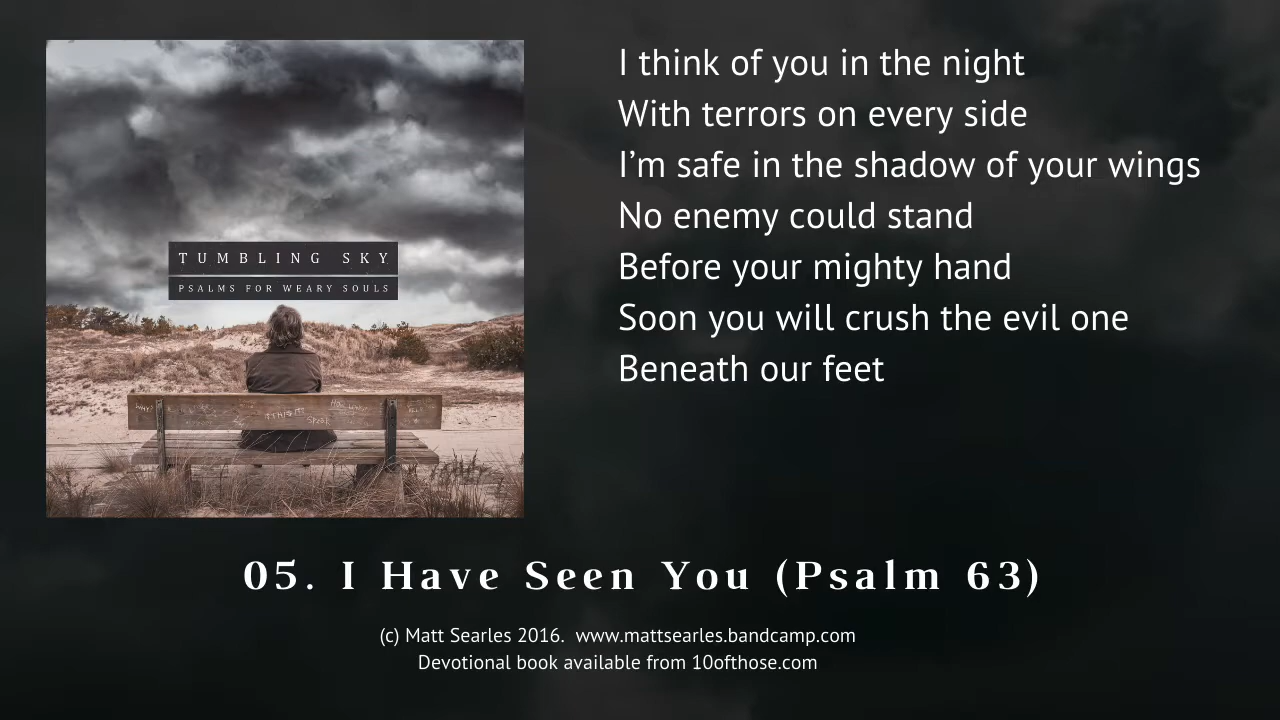 TUMBLING SKY
PSALMS FOR WEARY SOULS
I think of you in the night
With terrors on every side
I’m safe in the shadow of your wings
No enemy could stand
Before your mighty hand
Soon you will crush the evil one
Beneath our feet
05. I Have Seen You (Psalm 63)
(c) Matt Searles 2016.  www.mattsearles.bandcamp.com
Devotional book available from 10ofthose.com